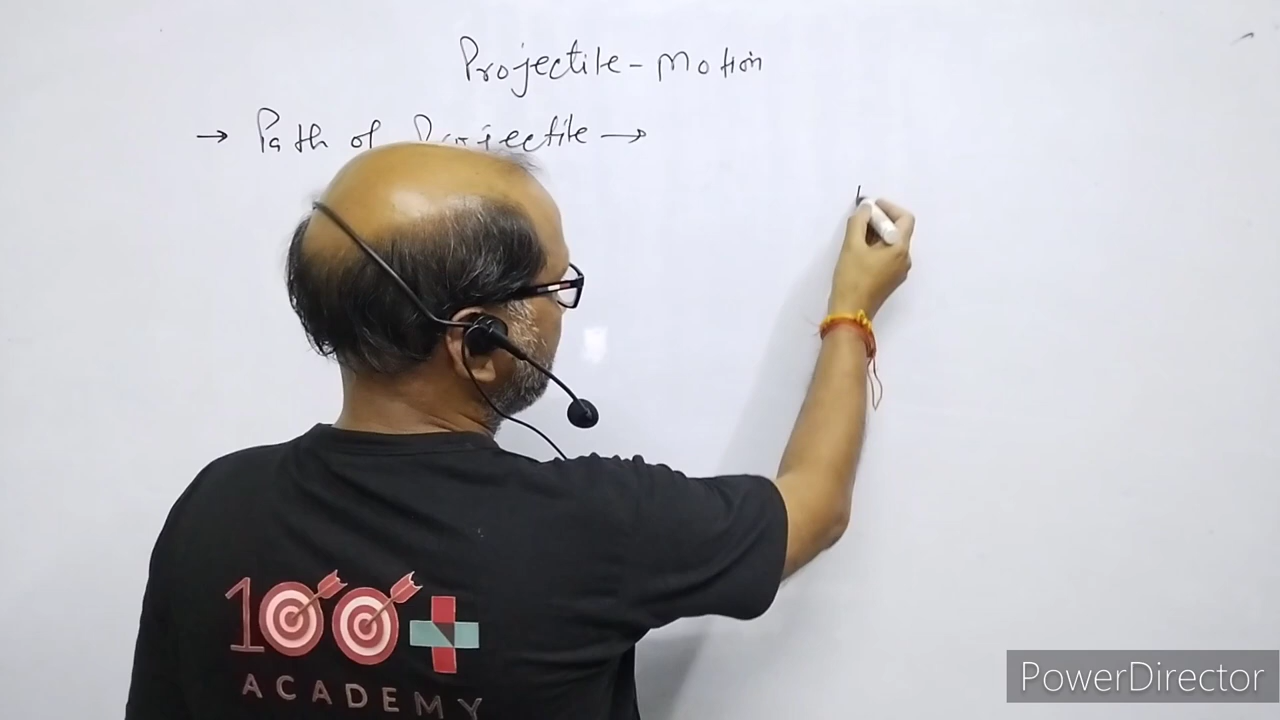 Projectile - Motion
→ Path of Projectile →
100+
ACADEMY
PowerDirector